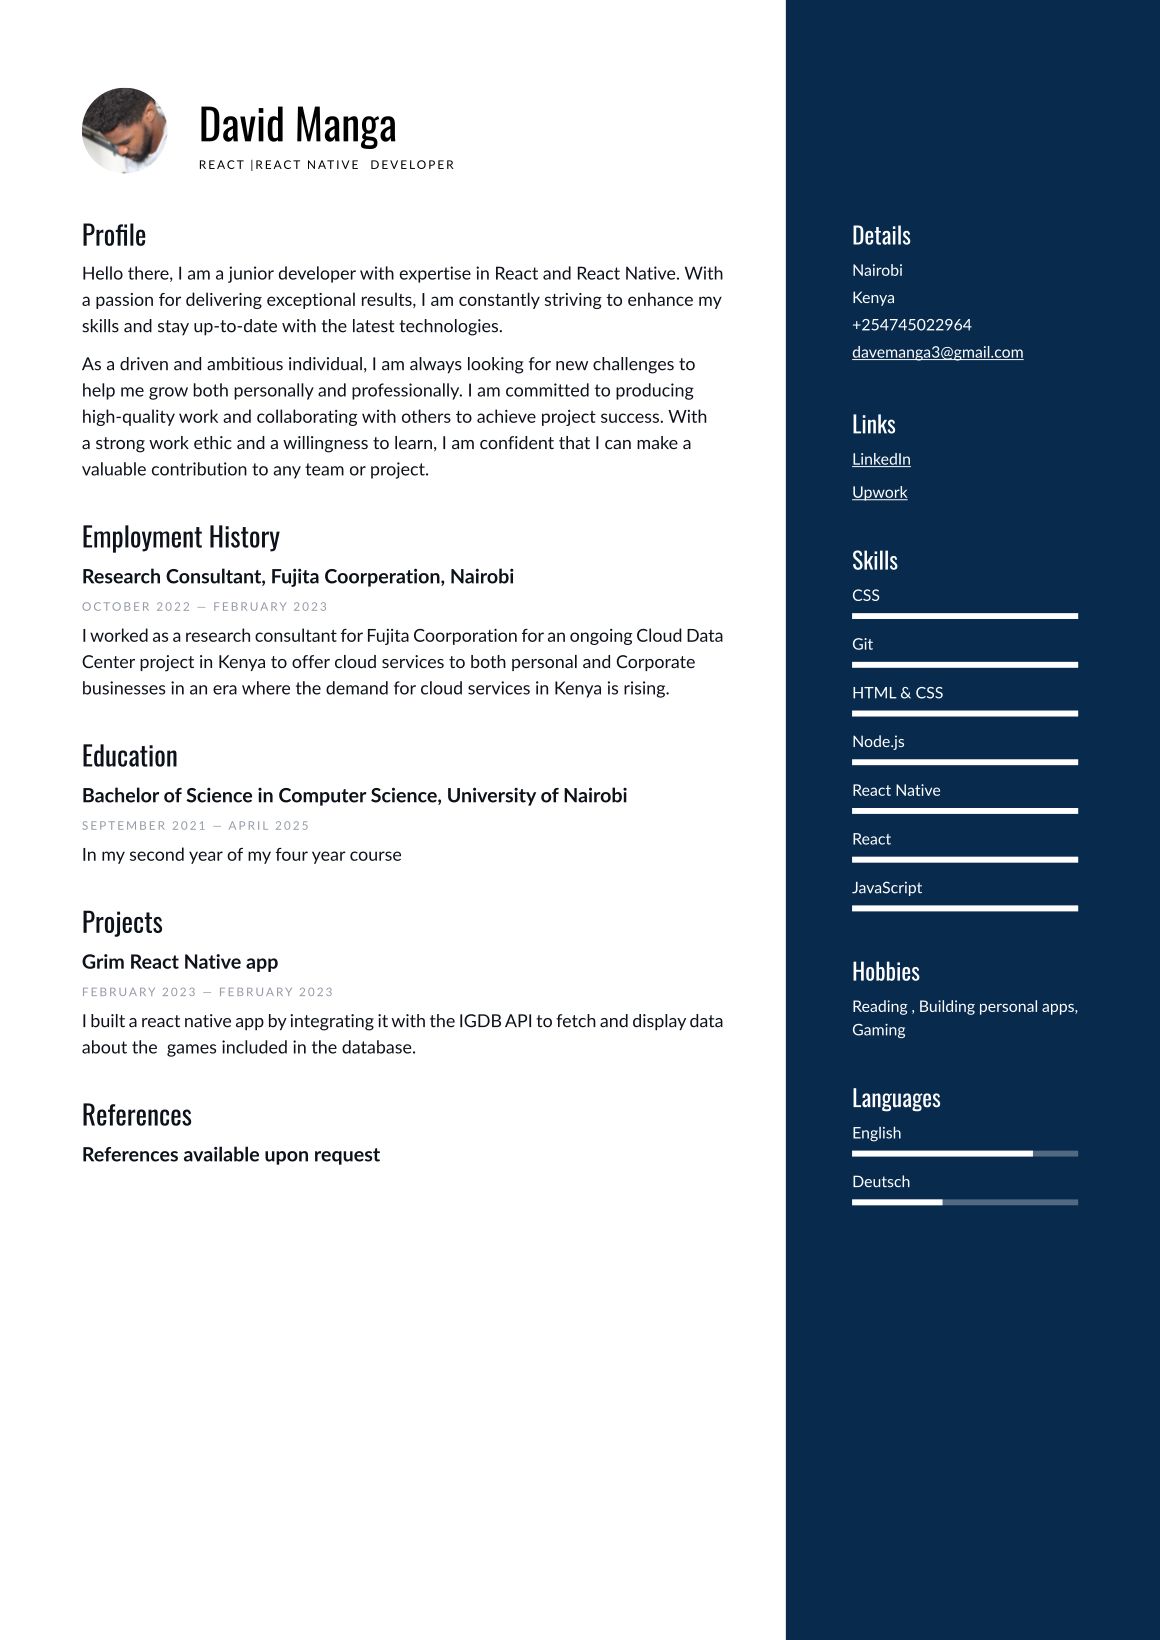 David Manga
REACT |REACT NATIVE  DEVELOPER
Profile
Hello there, I am a junior developer with expertise in React and React Native. With
a passion for delivering exceptional results, I am constantly striving to enhance my
skills and stay up-to-date with the latest technologies.
As a driven and ambitious individual, I am always looking for new challenges to
help me grow both personally and professionally. I am committed to producing
high-quality work and collaborating with others to achieve project success. With
a strong work ethic and a willingness to learn, I am confident that I can make a
valuable contribution to any team or project.
Employment History
Research Consultant, Fujita Coorperation, Nairobi
OCTOBER 2022 — FEBRUARY 2023
I worked as a research consultant for Fujita Coorporation for an ongoing Cloud Data
Center project in Kenya to offer cloud services to both personal and Corporate
businesses in an era where the demand for cloud services in Kenya is rising.
Education
Bachelor of Science in Computer Science, University of Nairobi
SEPTEMBER 2021 — APRIL 2025
In my second year of my four year course
Projects
Grim React Native app
FEBRUARY 2023 — FEBRUARY 2023
I built a react native app by integrating it with the IGDB API to fetch and display data
about the  games included in the database.
References
References available upon request
Details
Nairobi
Kenya
+254745022964
davemanga3@gmail.com
Links
LinkedIn
Upwork
Skills
CSS
Git
HTML & CSS
Node.js
React Native
React
JavaScript
Hobbies
Reading , Building personal apps,
Gaming
Languages
English
Deutsch